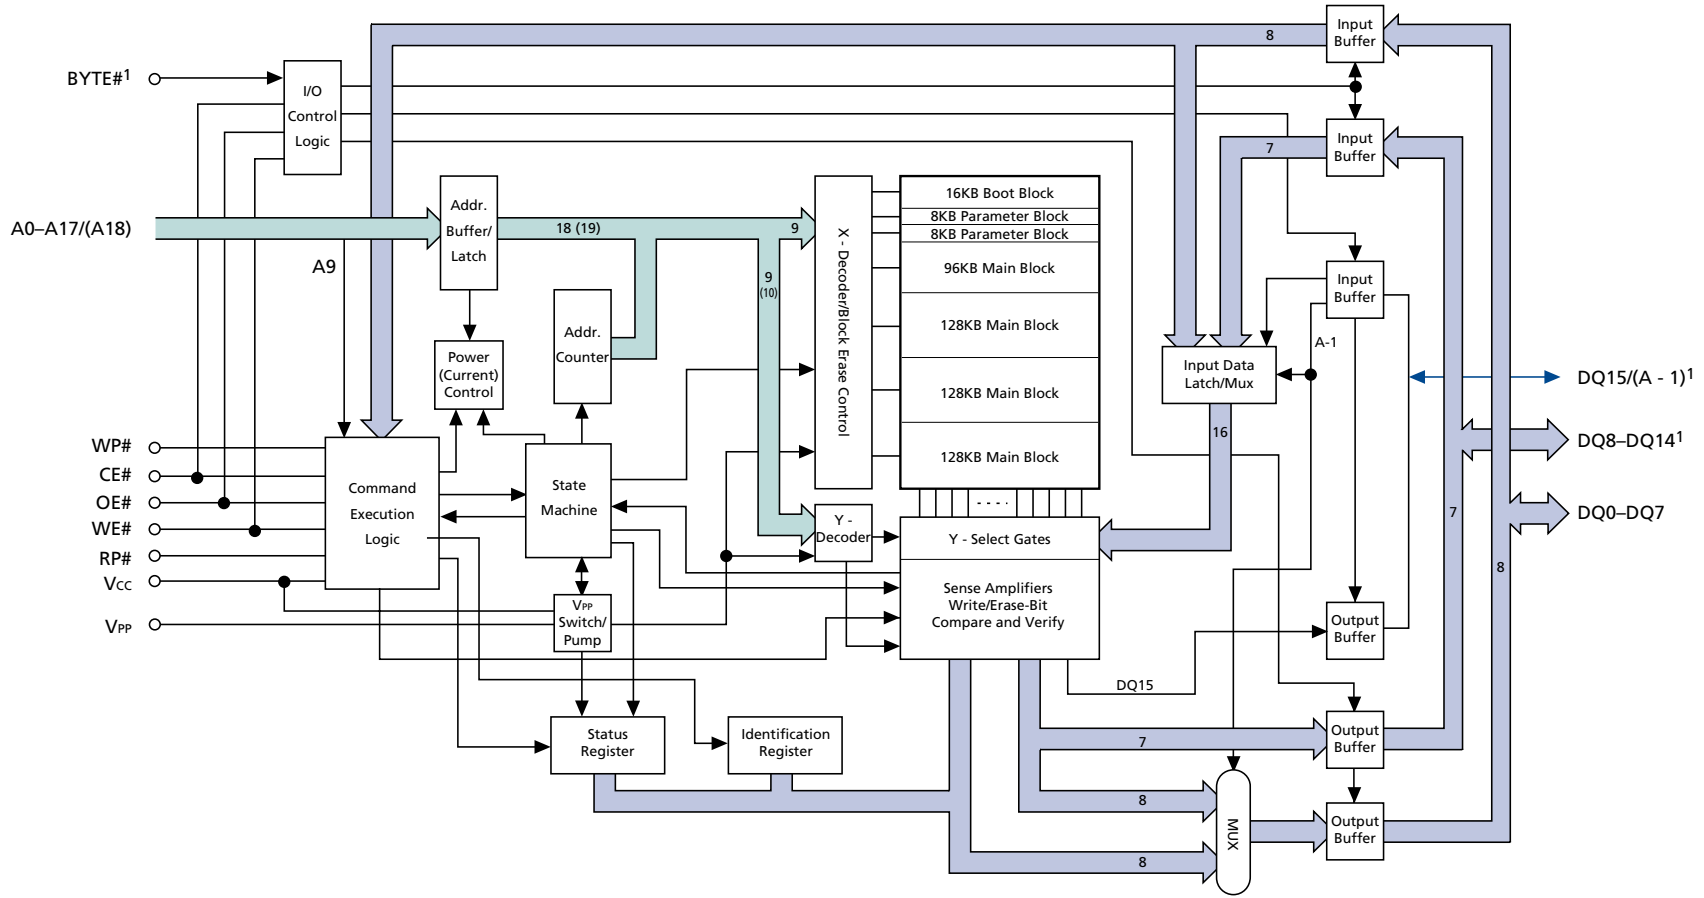 Input
Buffer
8
BYTE#1
I/O
Control
Logic
Input
Buffer
7
Addr.
Buffer/
Latch
A0–A17/(A18)
18 (19)
9
A9
9
(10)
X - Decoder/Block Erase Control
16KB Boot Block
8KB Parameter Block
8KB Parameter Block
96KB Main Block
128KB Main Block
128KB Main Block
128KB Main Block
Input
Buffer
A-1
Addr.
Counter
Power
(Current)
Control
Input Data
Latch/Mux
16
DQ15/(A - 1)1
DQ8–DQ141
DQ0–DQ7
7
8
WP#
CE#
OE#
WE#
RP#
VCC
VPP
Command
Execution
Logic
State
Machine
VPP
Switch/
Pump
Y -
Decoder
- - - -
Y - Select Gates
Sense Amplifiers
Write/Erase-Bit
Compare and Verify
Output
Buffer
DQ15
Status
Register
Identification
Register
7
Output
Buffer
8
MUX
Output
Buffer
8